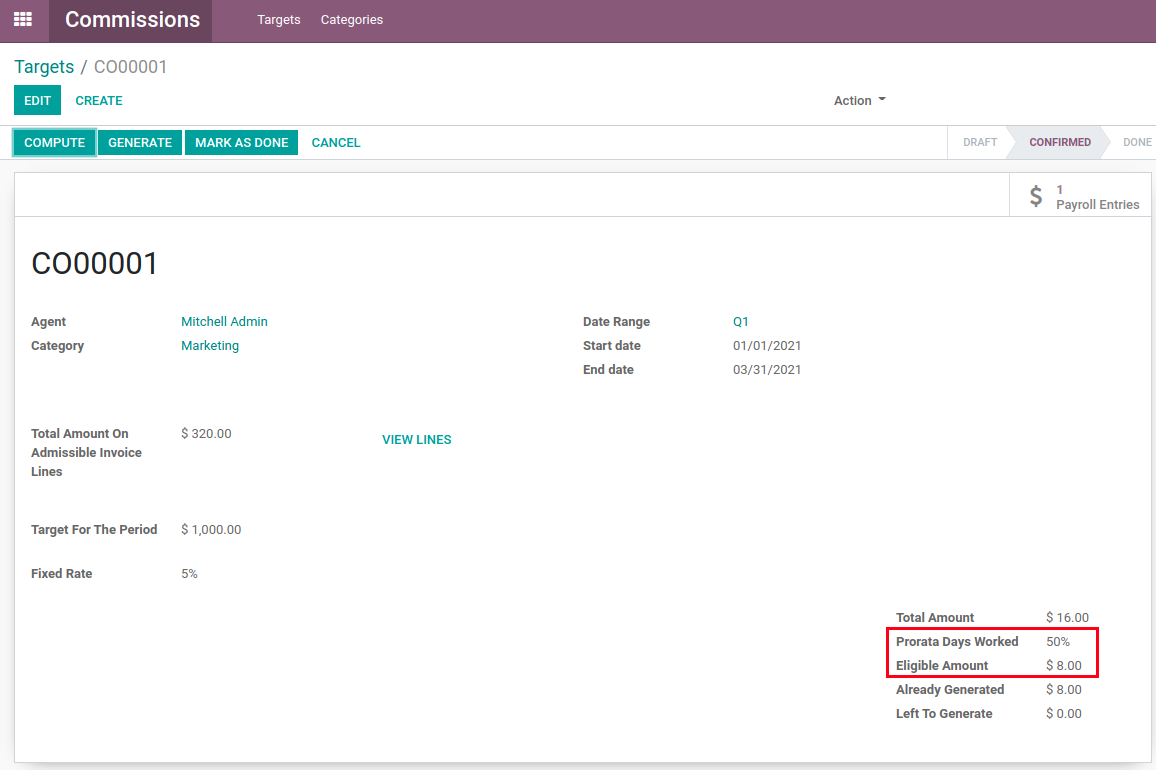 Commissions Targets Categories
Targets / CO00001
EDIT CREATE Action
COMPUTE GENERATE MARK AS DONE CANCEL DRAFT CONFIRMED DONE
$ 1
Payroll Entries
CO00001
Agent Mitchell Admin Date Range Q1
Category Marketing Start date 01/01/2021
End date 03/31/2021
Total Amount On $ 320.00 VIEW LINES
Admissible Invoice
Lines
Target For The Period $ 1,000.00
Fixed Rate 5%
Total Amount $ 16.00
Prorata Days Worked 50%
Eligible Amount $ 8.00
Already Generated $ 8.00
Left To Generate $ 0.00